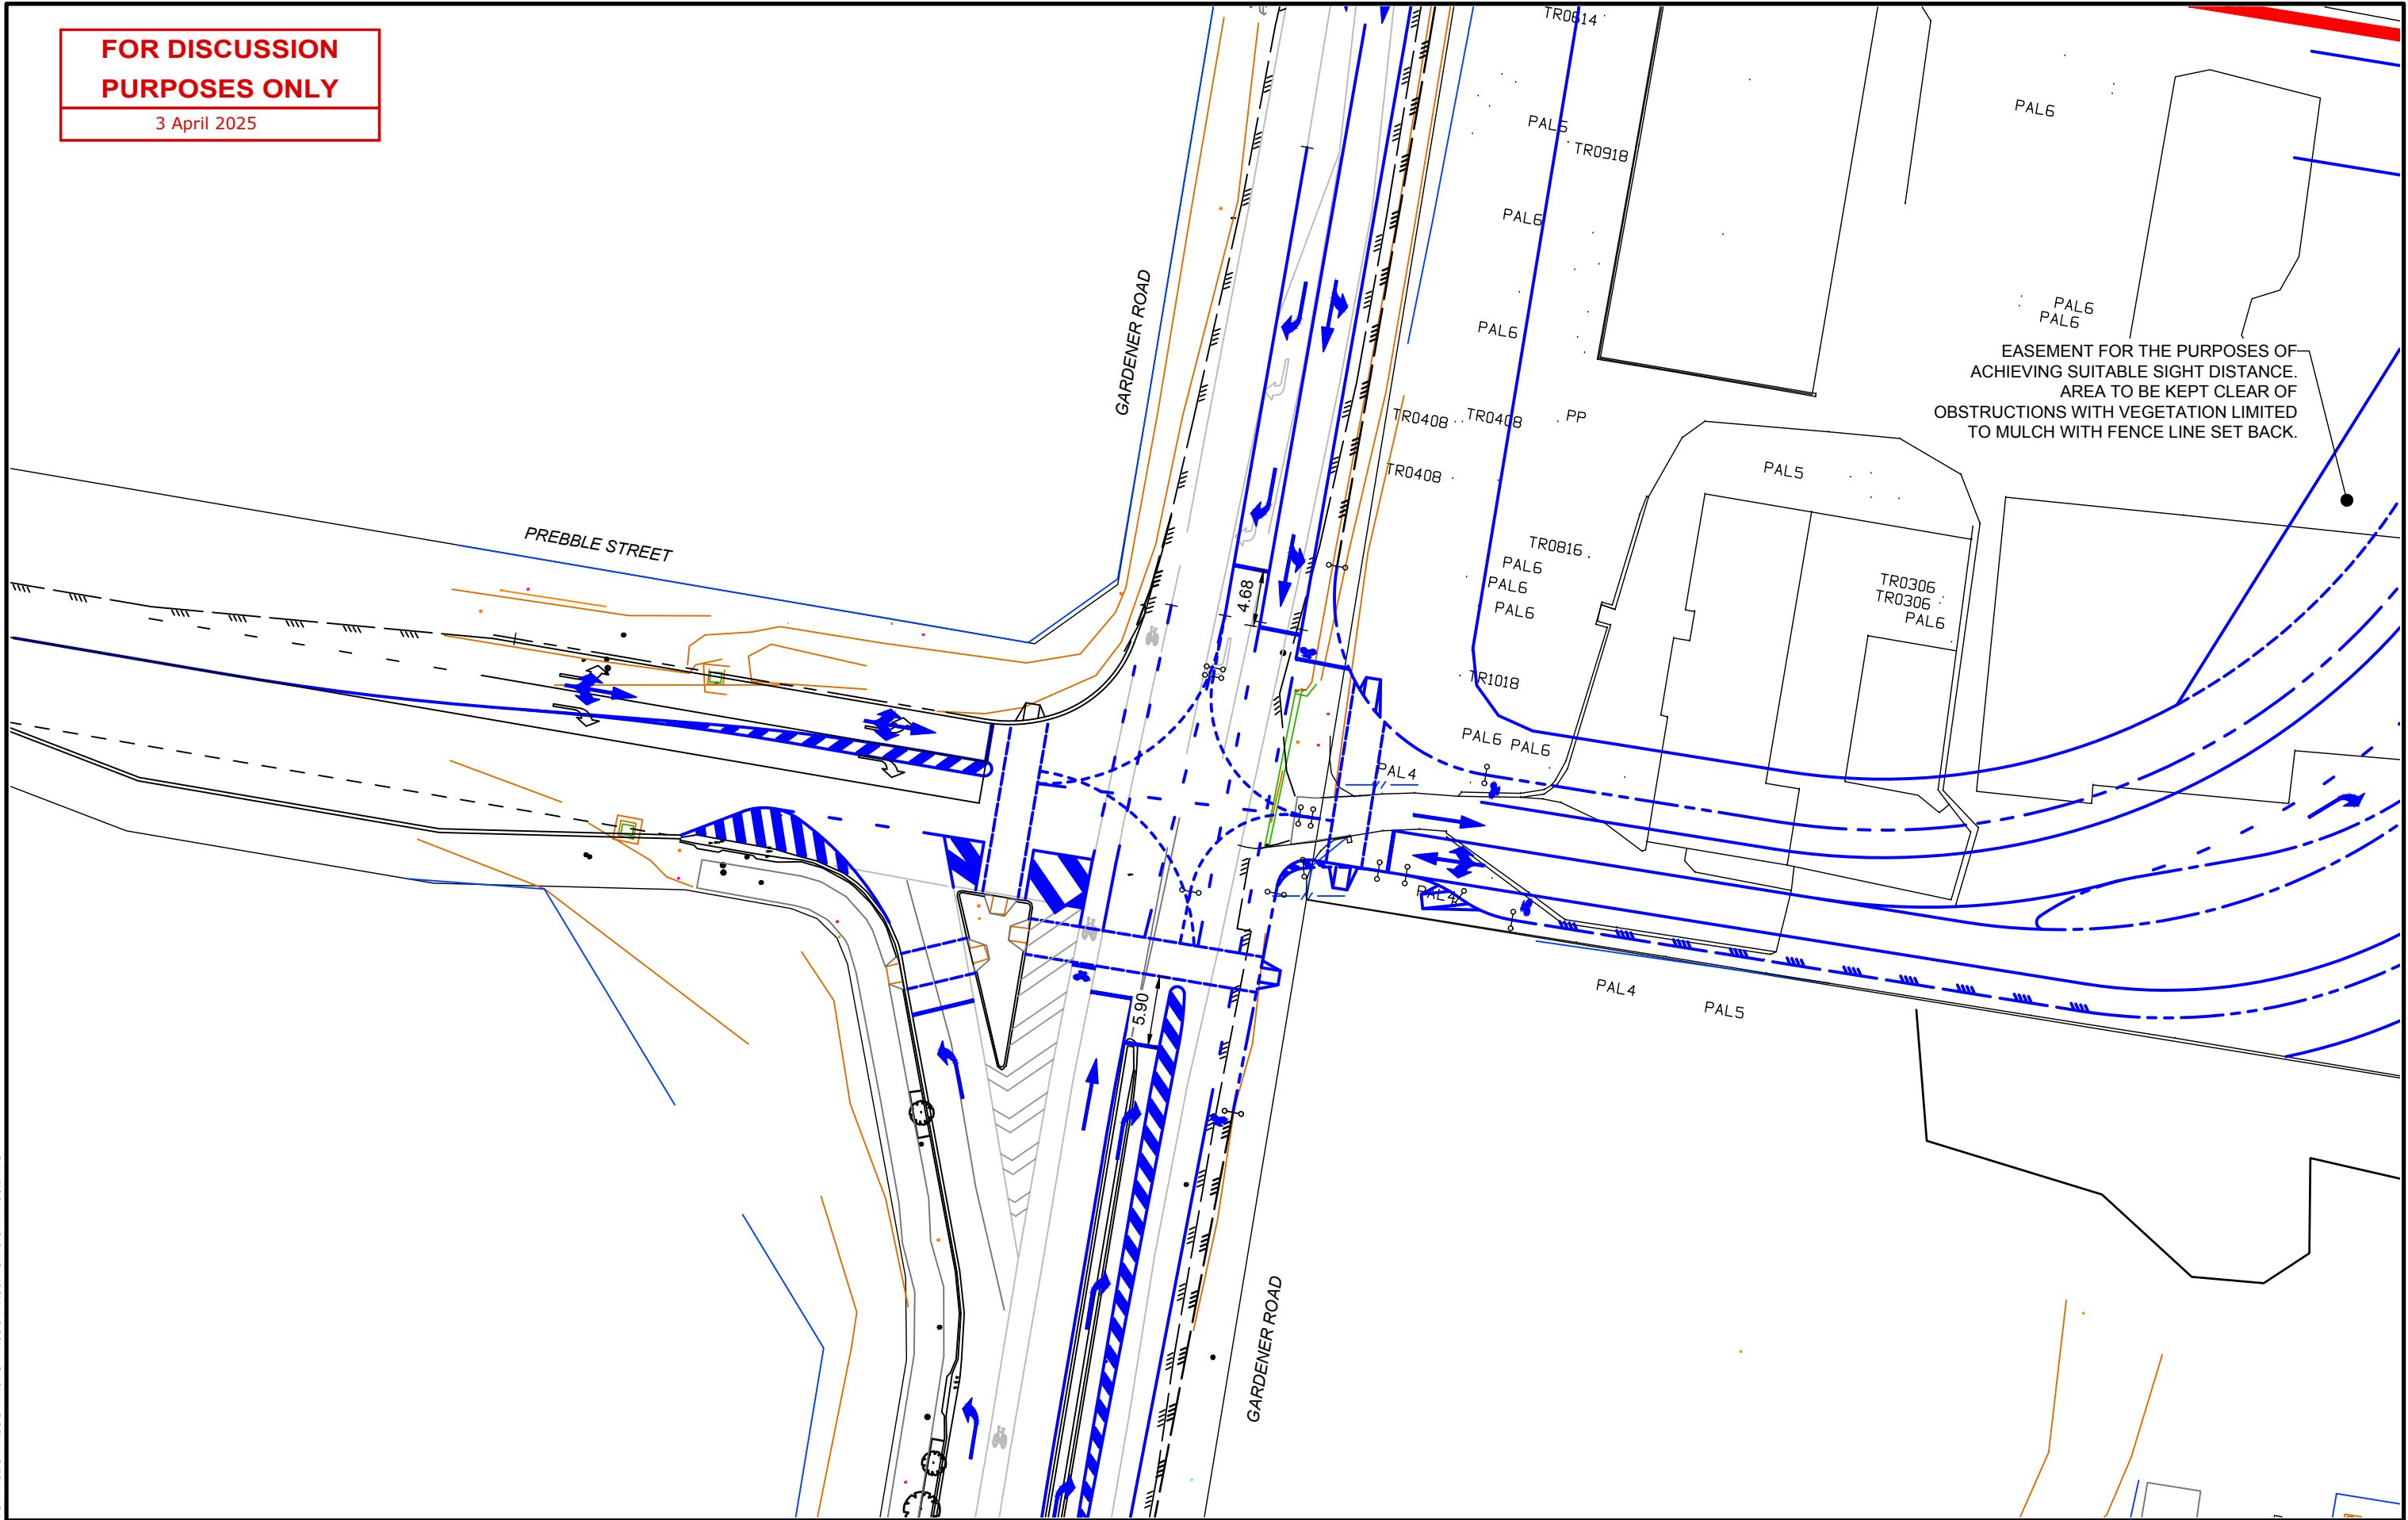 FOR DISCUSSION
PURPOSES ONLY
3 April 2025
TR0614
PAL6
PAL5
TR0918
PAL6
GARDENER ROAD
PAL6
PAL6
PAL6
EASEMENT FOR THE PURPOSES OF
ACHIEVING SUITABLE SIGHT DISTANCE.
AREA TO BE KEPT CLEAR OF
OBSTRUCTIONS WITH VEGETATION LIMITED
TO MULCH WITH FENCE LINE SET BACK.
TR0408
TR0408
PP
TR0408
PAL5
PREBBLE STREET
TR0816
PAL6
PAL6
PAL6
4.68
TR0306
TR0306
PAL6
TR1018
PAL6
PAL6
PAL4
PAL4
PAL4
PAL5
5.90
GARDENER ROAD